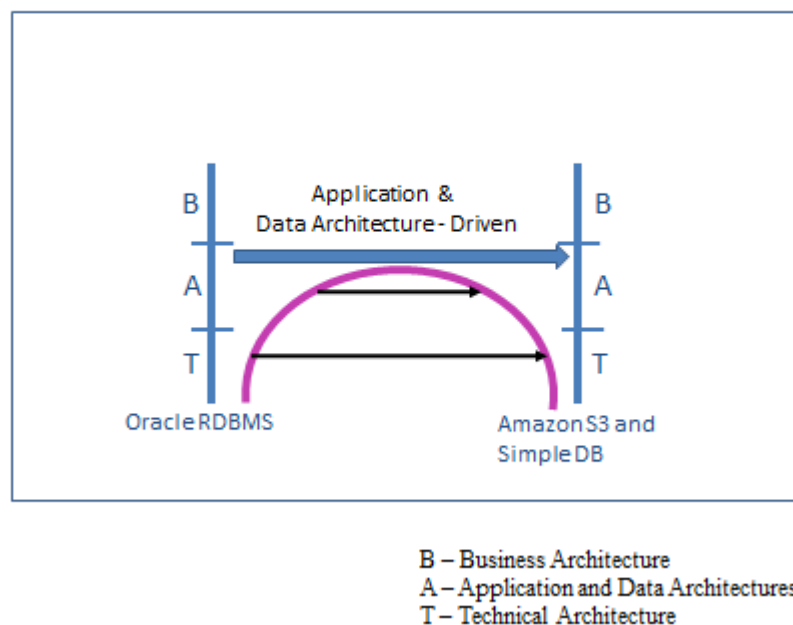 Application &
Data Architecture - Driven
B
B
A
A
T
T
Oracle RDBMS
Amazon S3 and
Simple DB
B – Business Architecture
A – Application and Data Architectures
T – Technical Architecture